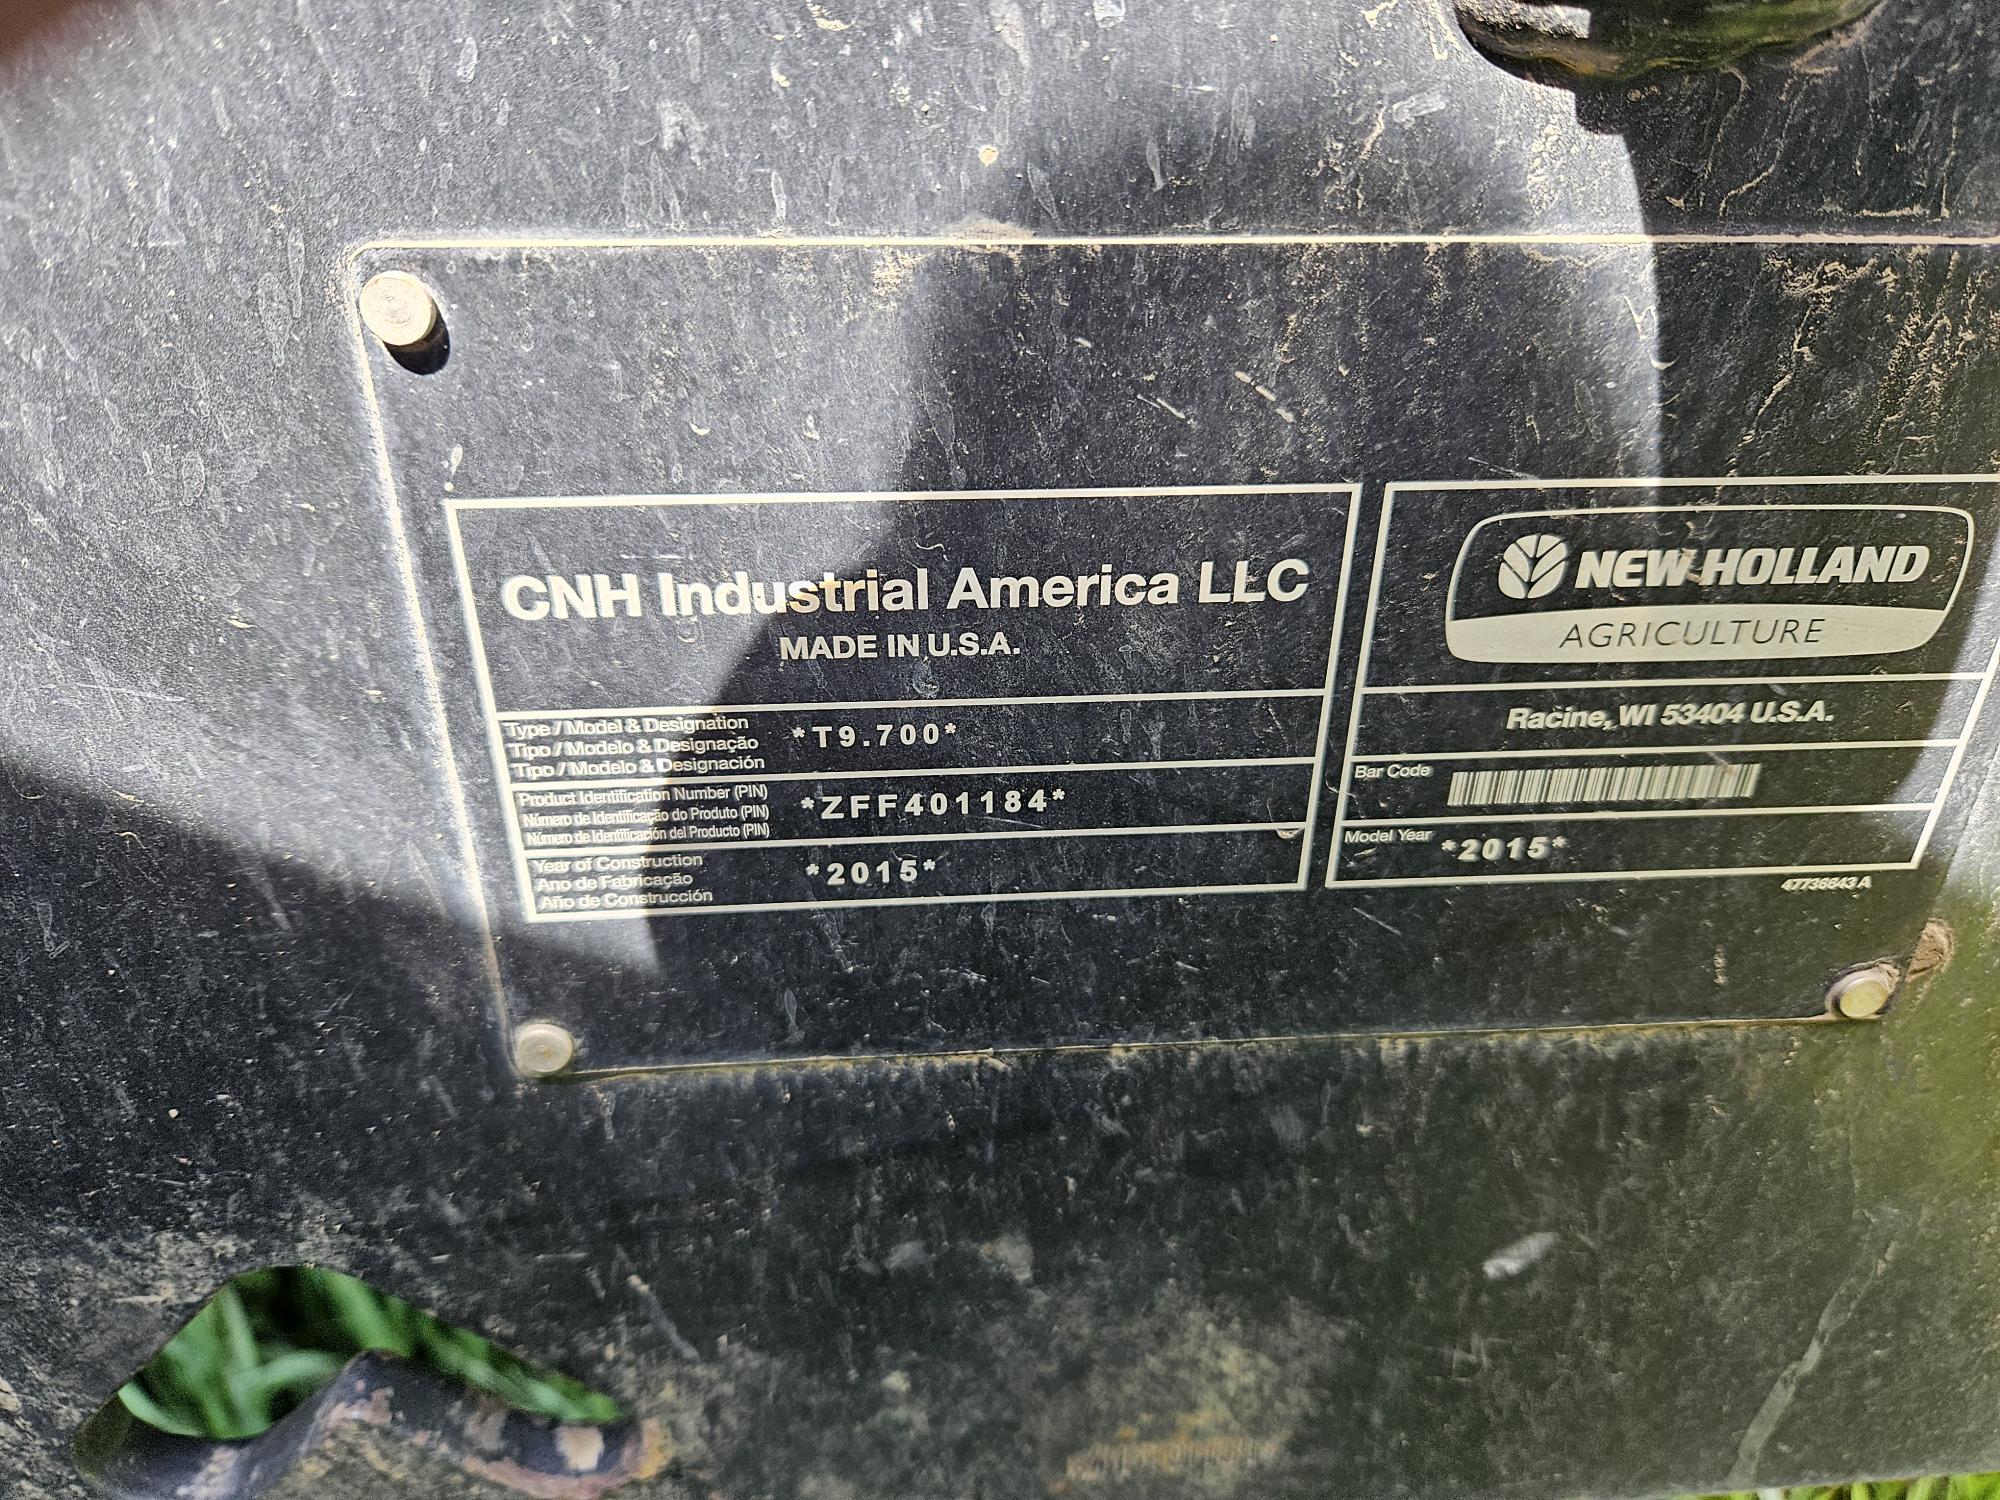 CNH Industrial America LLC
MADE IN U.S.A.
Type / Model & Designation
Tipo / Modelo & Designação
Tipo / Modelo & Designación
*T9.700*
Product Identification Number (PIN)
Número de Identificação do Produto (PIN)
Número de Identificación del Producto (PIN)
*ZFF401184*
Year of Construction
Ano de Fabricação
Año de Construcción
*2015*
NEW HOLLAND
AGRICULTURE
Racine, WI 53404 U.S.A.
Bar Code
Model Year
*2015*
47736843 A